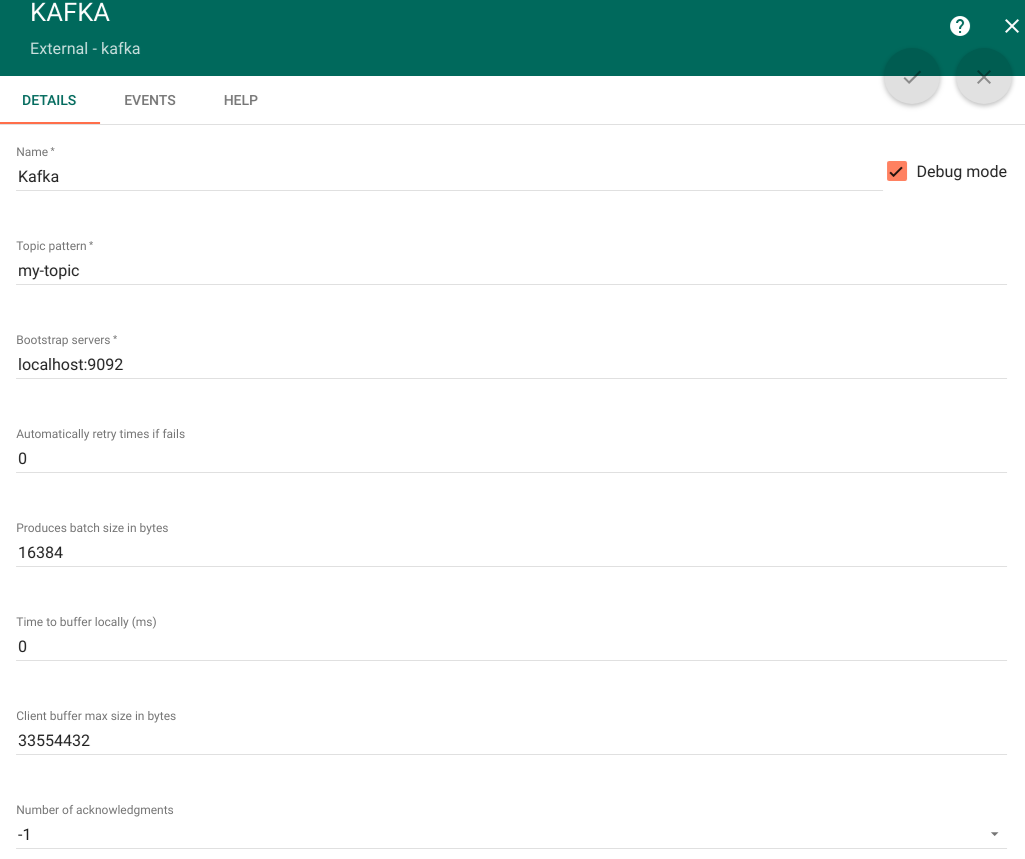 KAFKA
External - kafka
DETAILS
EVENTS
HELP
Name *
Kafka
Debug mode
Topic pattern *
my-topic
Bootstrap servers *
localhost:9092
Automatically retry times if fails
0
Produces batch size in bytes
16384
Time to buffer locally (ms)
0
Client buffer max size in bytes
33554432
Number of acknowledgments
-1